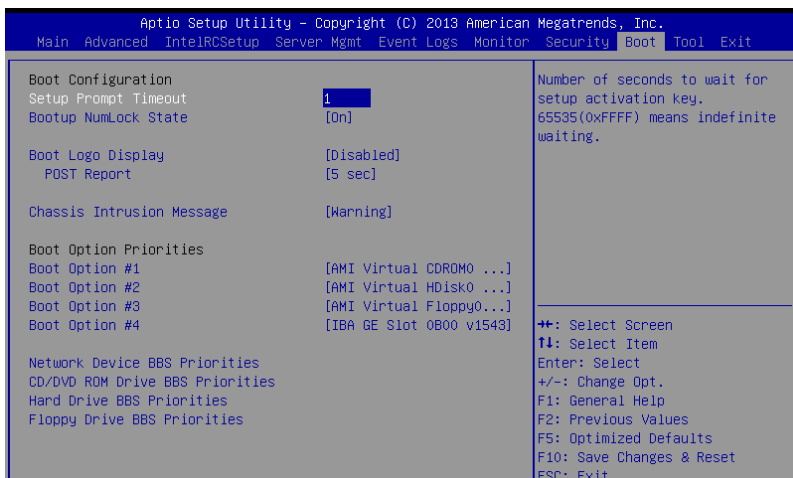 Aptio Setup Utility - Copyright (C) 2013 American Megatrends, Inc.
Main Advanced IntelRCSetup Server Mgmt Event Logs Monitor Security Boot Tool Exit
Boot Configuration
Setup Prompt Timeout 1
Bootup NumLock State [On]
Boot Logo Display [Disabled]
POST Report [5 sec]
Chassis Intrusion Message [Warning]
Boot Option Priorities
Boot Option #1 [AMI Virtual CDROM0 ...]
Boot Option #2 [AMI Virtual HDisk0 ...]
Boot Option #3 [AMI Virtual Floppy0...]
Boot Option #4 [IBA GE Slot 0B00 v1543]
Network Device BBS Priorities
CD/DVD ROM Drive BBS Priorities
Hard Drive BBS Priorities
Floppy Drive BBS Priorities
Number of seconds to wait for
setup activation key.
65535(0xFFFF) means indefinite
waiting.
→←: Select Screen
↑↓: Select Item
Enter: Select
+/-: Change Opt.
F1: General Help
F2: Previous Values
F5: Optimized Defaults
F10: Save Changes & Reset
ESC: Exit